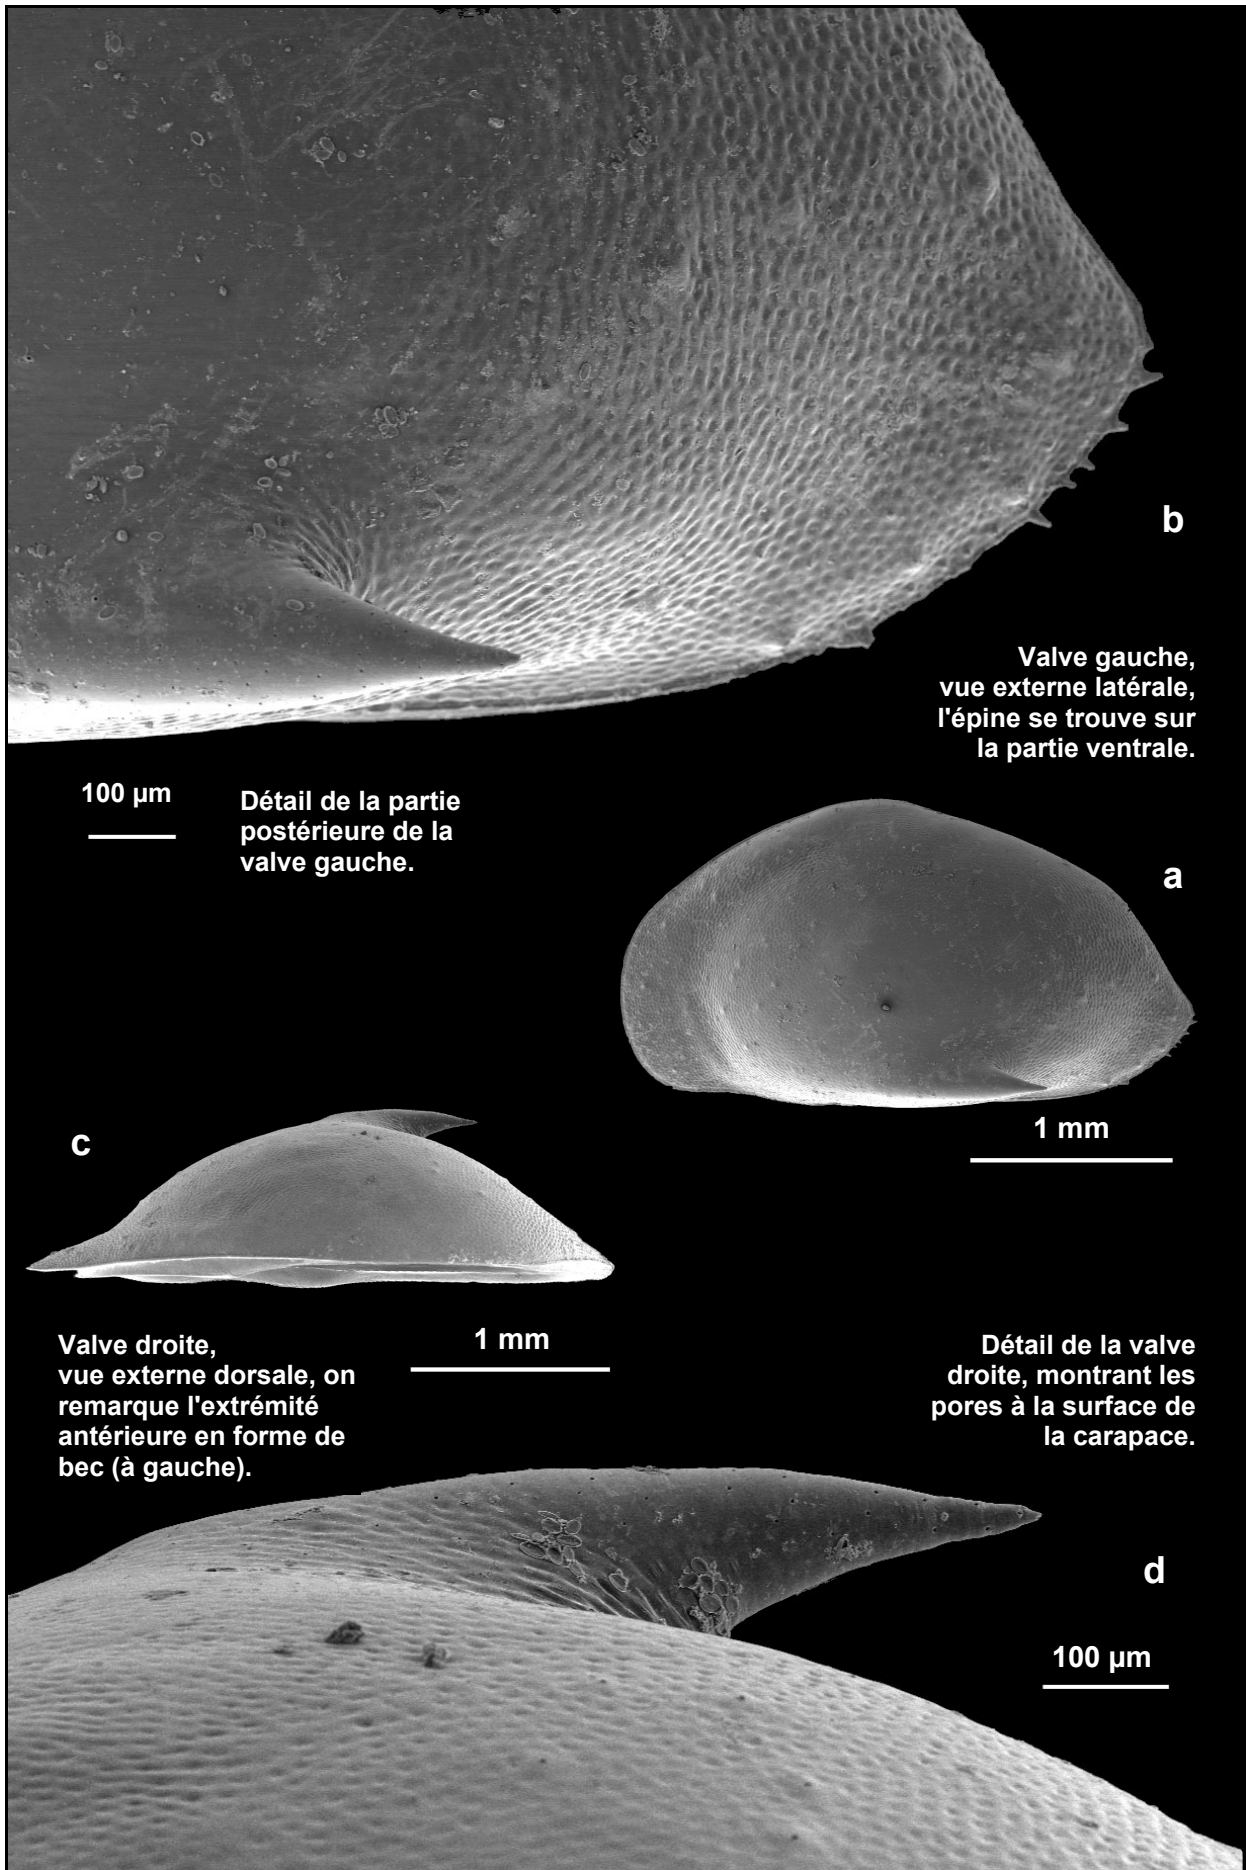 b
Valve gauche,
vue externe latérale,
l'épine se trouve sur
la partie ventrale.
100 µm
Détail de la partie
postérieure de la
valve gauche.
a
1 mm
c
Valve droite,
vue externe dorsale, on
remarque l'extrémité
antérieure en forme de
bec (à gauche).
1 mm
Détail de la valve
droite, montrant les
pores à la surface de
la carapace.
d
100 µm